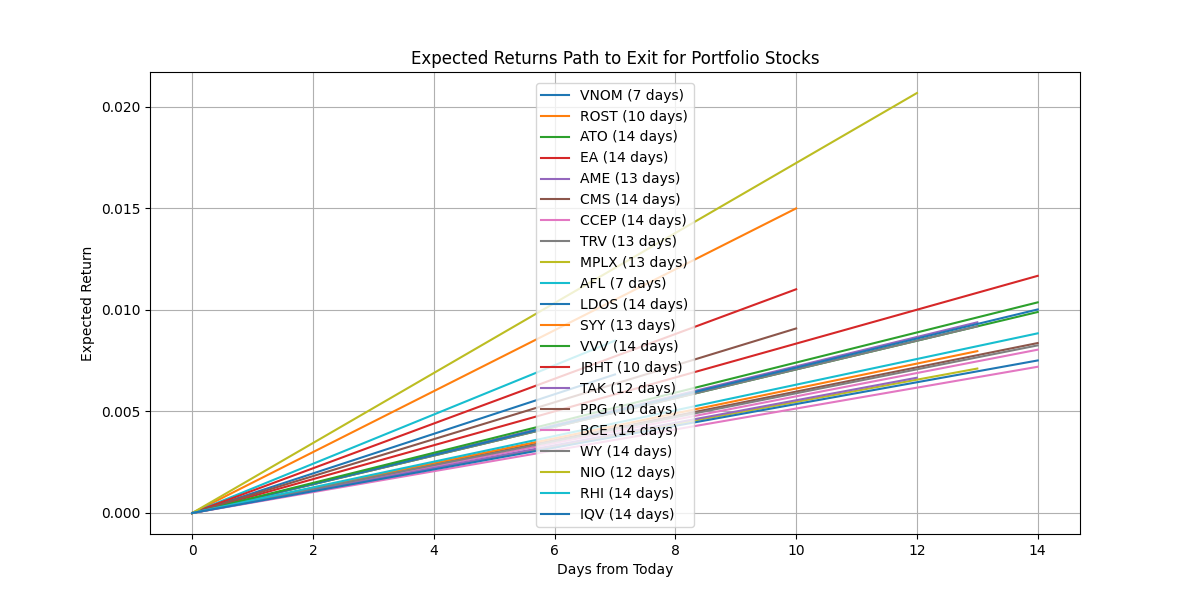 Expected Returns Path to Exit for Portfolio Stocks
Expected Return
0.020
0.015
0.010
0.005
0.000
VNOM (7 days)
ROST (10 days)
ATO (14 days)
EA (14 days)
AME (13 days)
CMS (14 days)
CCEP (14 days)
TRV (13 days)
MPLX (13 days)
AFL (7 days)
LDOS (14 days)
SYY (13 days)
VVV (14 days)
JBHT (10 days)
TAK (12 days)
PPG (10 days)
BCE (14 days)
WY (14 days)
NIO (12 days)
RHI (14 days)
IQV (14 days)
0 2 4 6 8 10 12 14
Days from Today